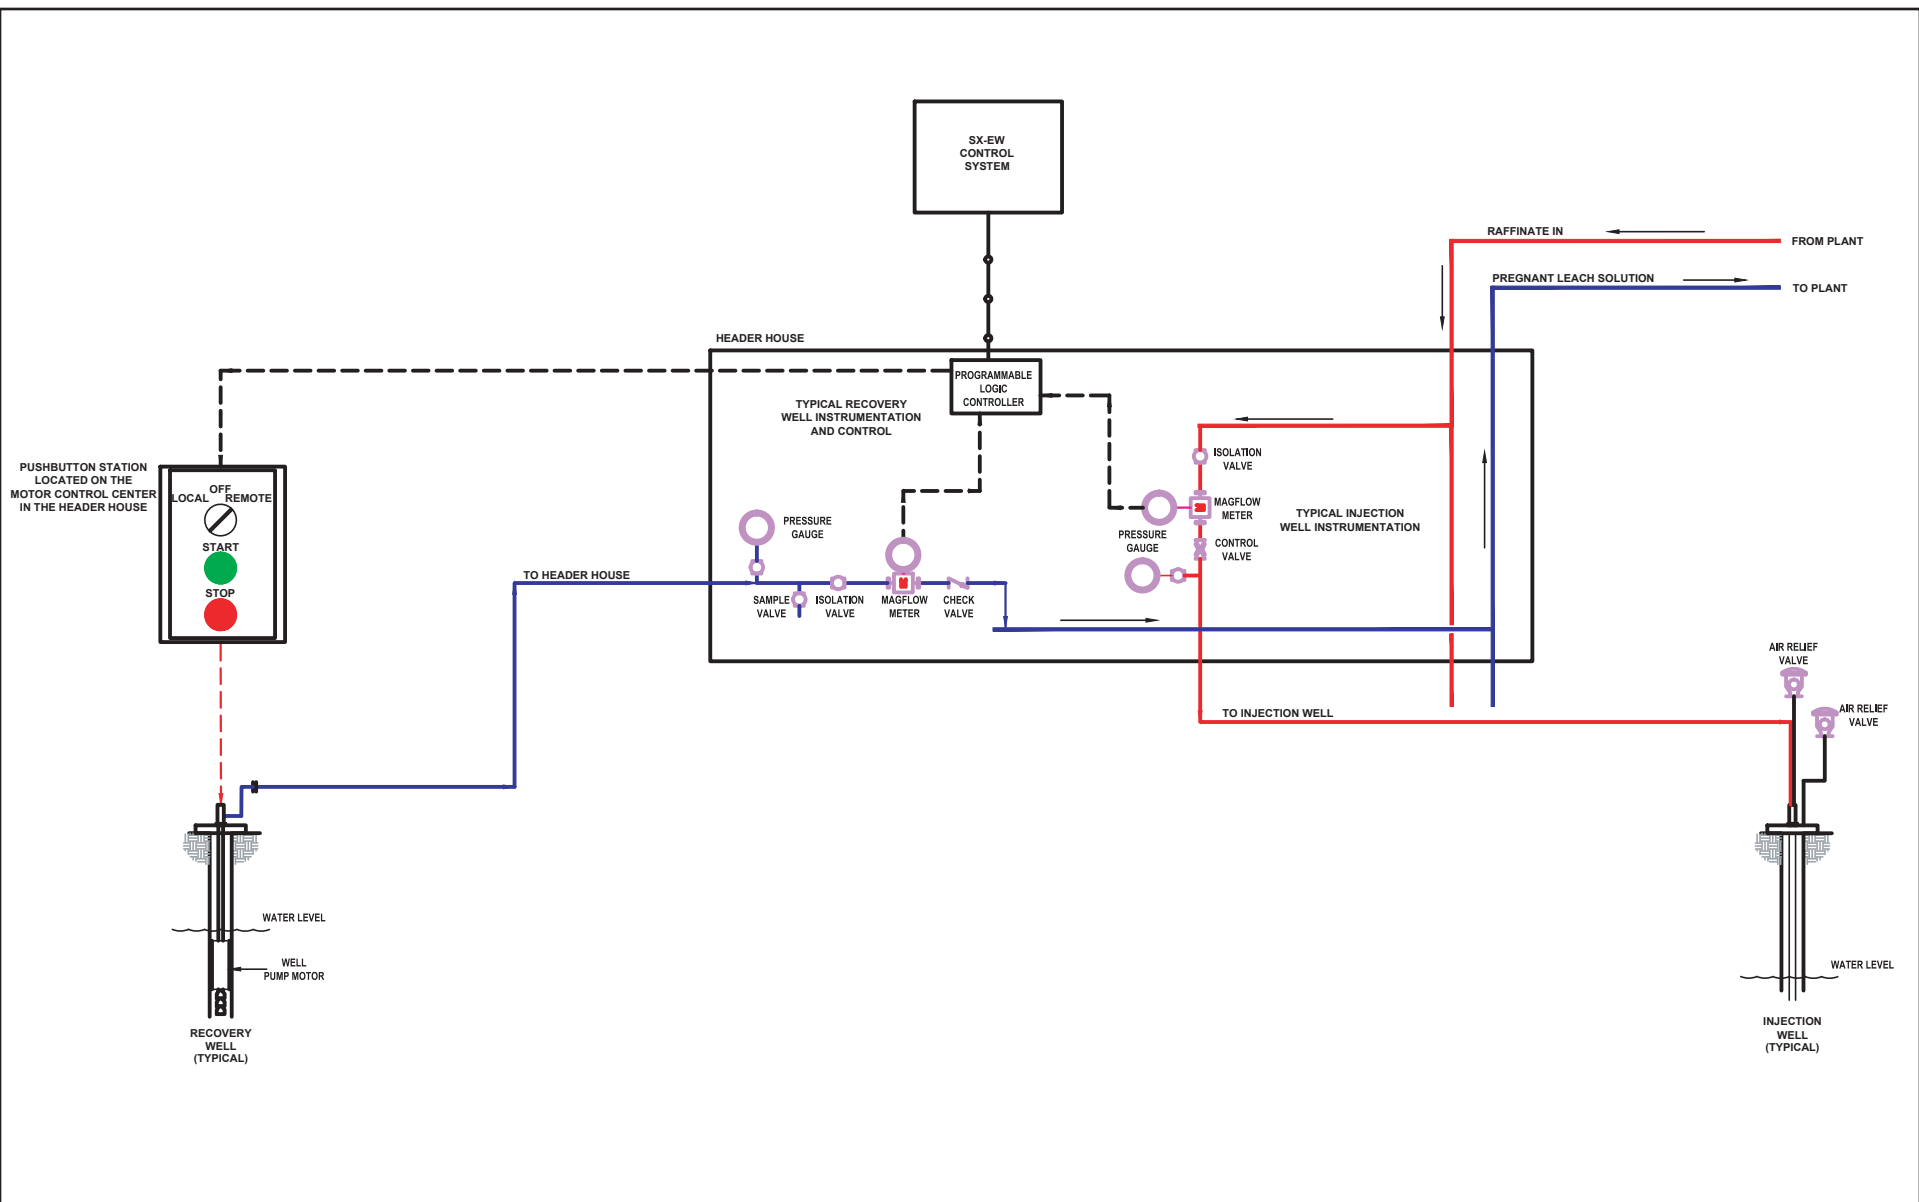 SX-EW
CONTROL
SYSTEM
RAFFINATE IN
FROM PLANT
PREGNANT LEACH SOLUTION
TO PLANT
HEADER HOUSE
PROGRAMMABLE
LOGIC
CONTROLLER
TYPICAL RECOVERY
WELL INSTRUMENTATION
AND CONTROL
PUSHBUTTON STATION
LOCATED ON THE
MOTOR CONTROL CENTER
IN THE HEADER HOUSE
OFF
LOCAL REMOTE
START
STOP
ISOLATION
VALVE
MAGFLOW
METER
TYPICAL INJECTION
WELL INSTRUMENTATION
PRESSURE
GAUGE
PRESSURE
GAUGE
CONTROL
VALVE
TO HEADER HOUSE
SAMPLE
VALVE
ISOLATION
VALVE
MAGFLOW
METER
CHECK
VALVE
AIR RELIEF
VALVE
AIR RELIEF
VALVE
TO INJECTION WELL
WATER LEVEL
WELL
PUMP MOTOR
RECOVERY
WELL
(TYPICAL)
WATER LEVEL
INJECTION
WELL
(TYPICAL)